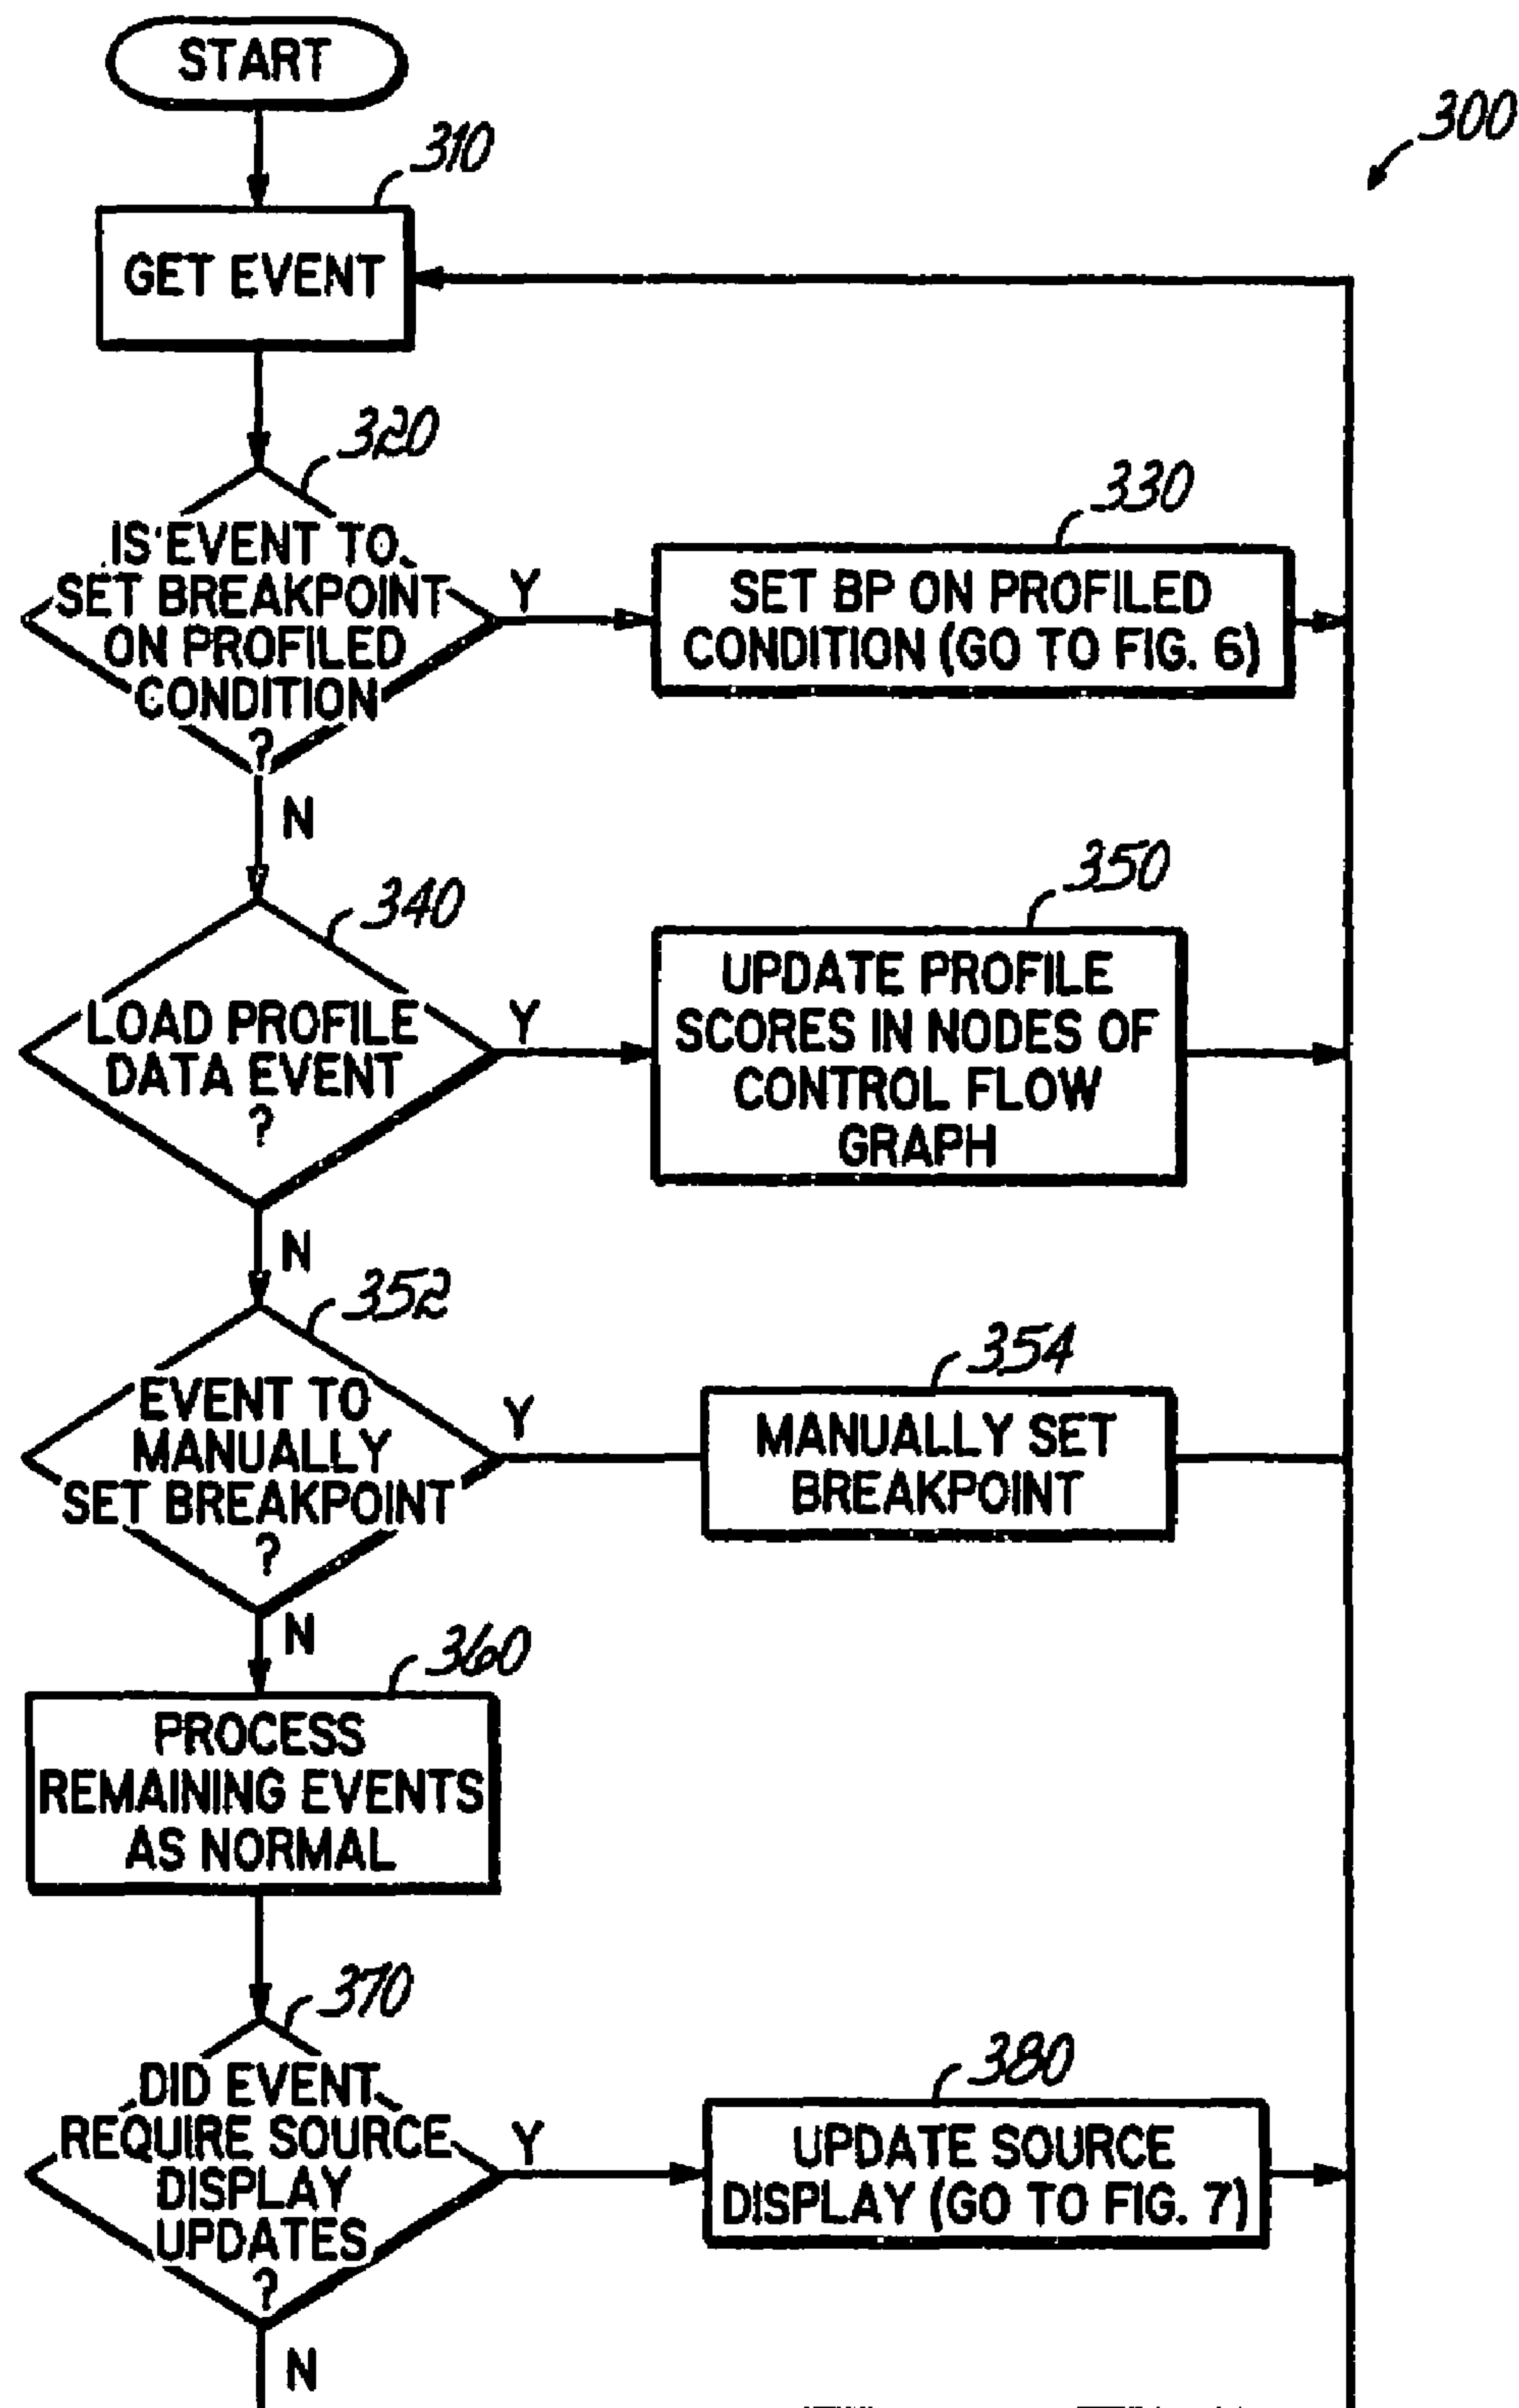 START
300
310
GET EVENT
320
IS EVENT TO
SET BREAKPOINT
ON PROFILED
CONDITION
?
Y
330
SET BP ON PROFILED
CONDITION (GO TO FIG. 6)
N
340
LOAD PROFILE
DATA EVENT
?
Y
350
UPDATE PROFILE
SCORES IN NODES OF
CONTROL FLOW
GRAPH
N
352
EVENT TO
MANUALLY
SET BREAKPOINT
?
Y
354
MANUALLY SET
BREAKPOINT
N
360
PROCESS
REMAINING EVENTS
AS NORMAL
370
DID EVENT
REQUIRE SOURCE
DISPLAY
UPDATES
?
Y
380
UPDATE SOURCE
DISPLAY (GO TO FIG. 7)
N